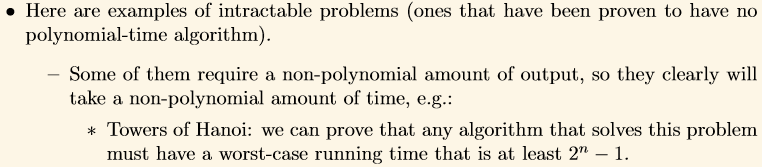 • Here are examples of intractable problems (ones that have been proven to have no
polynomial-time algorithm).
– Some of them require a non-polynomial amount of output, so they clearly will
take a non-polynomial amount of time, e.g.:
∗ Towers of Hanoi: we can prove that any algorithm that solves this problem
must have a worst-case running time that is at least 2ⁿ − 1.